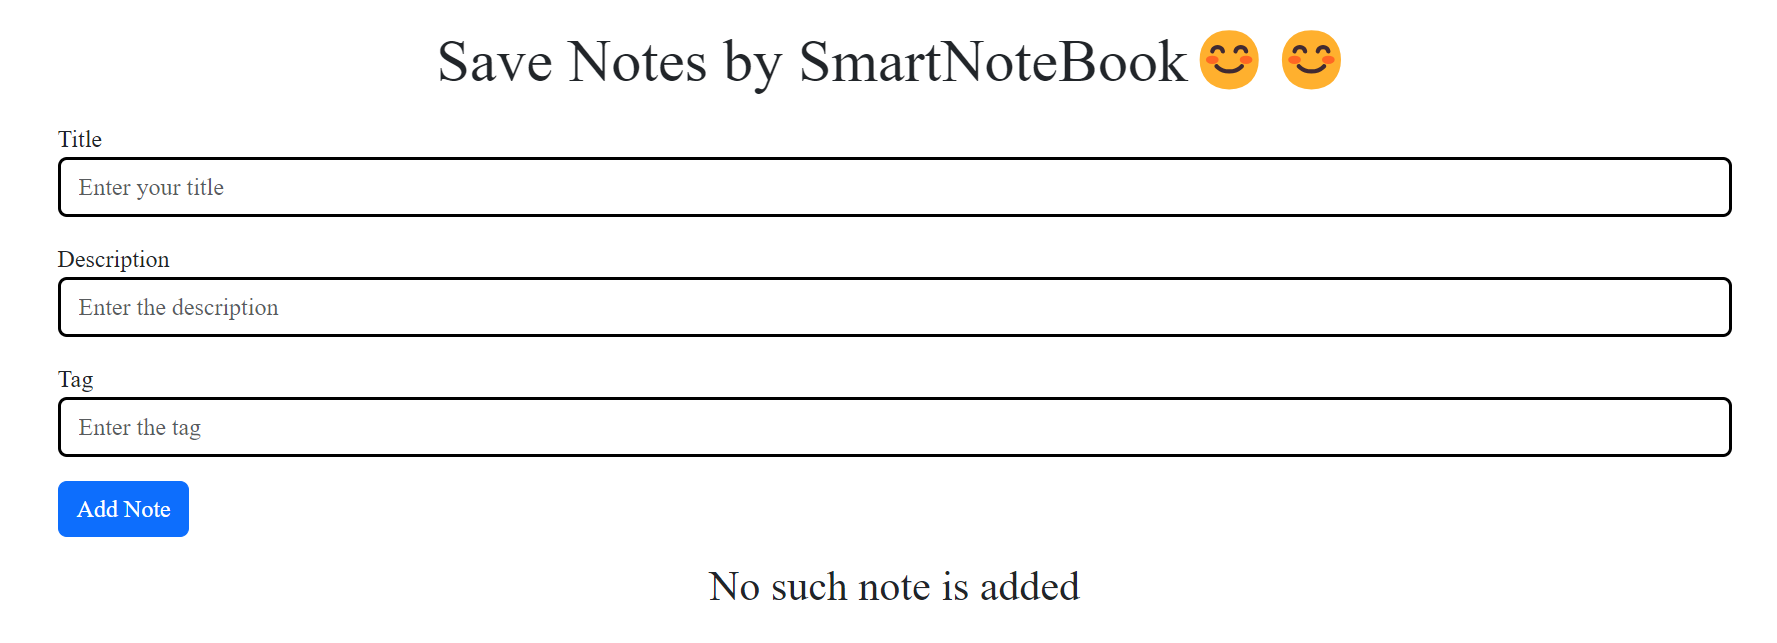 Save Notes by SmartNoteBook😊 😊
Title
Enter your title
Description
Enter the description
Tag
Enter the tag
Add Note
No such note is added